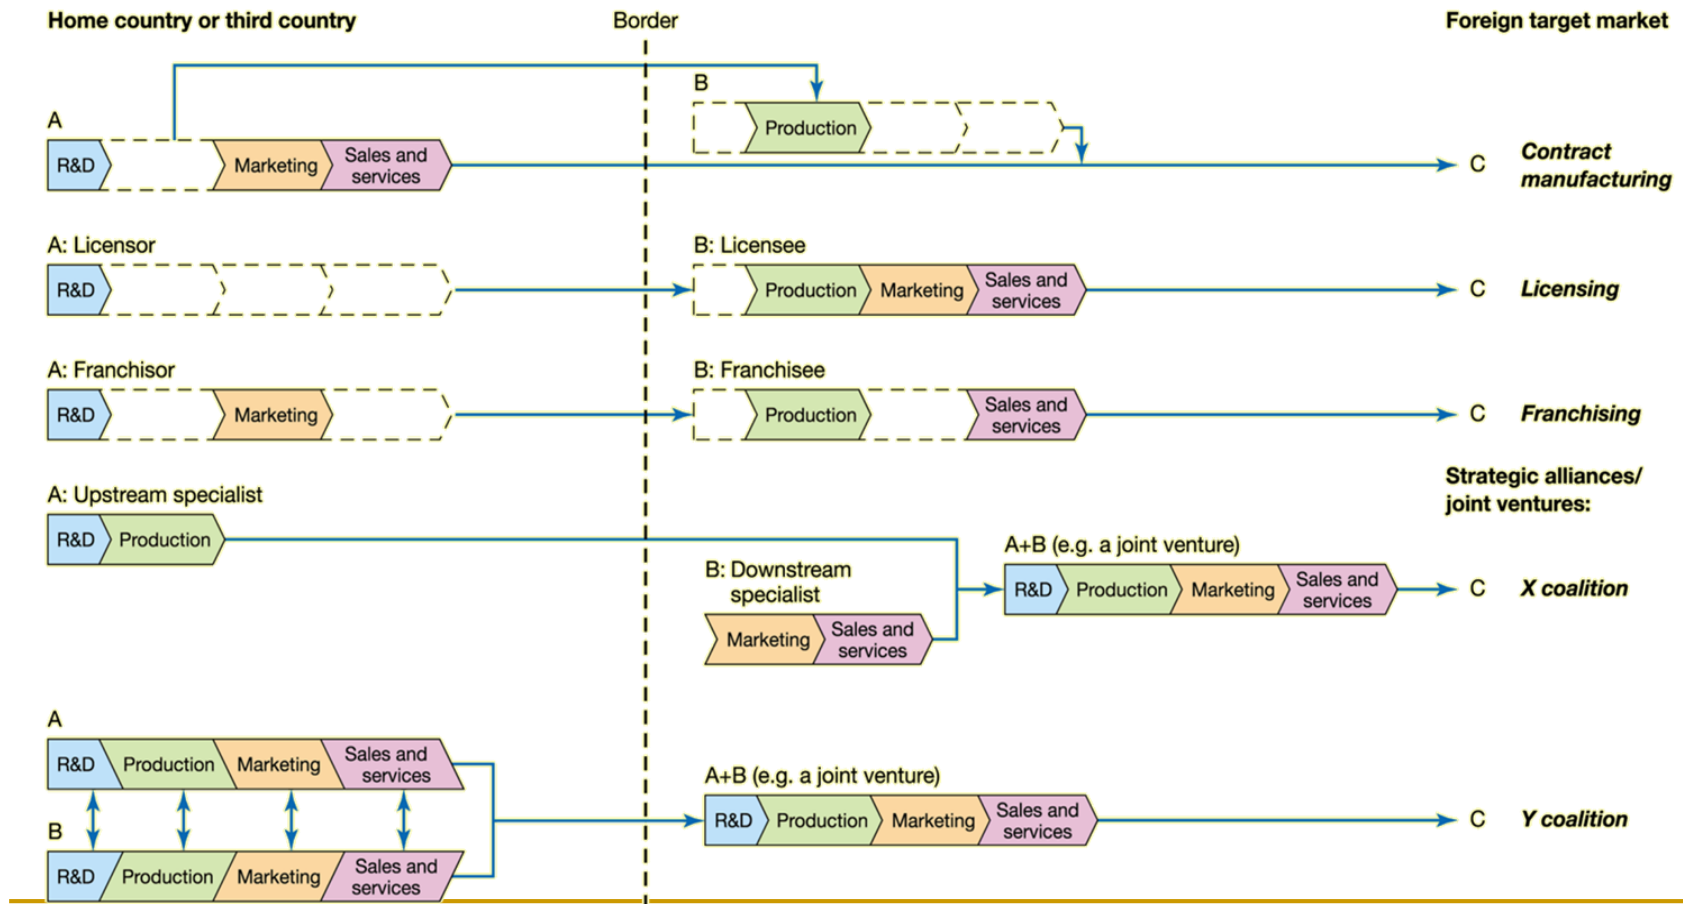 Home country or third country
Border
Foreign target market
B
Production
A
R&D
Marketing
Sales and
services
C
Contract
manufacturing
A: Licensor
B: Licensee
R&D
Production
Marketing
Sales and
services
C
Licensing
A: Franchisor
B: Franchisee
R&D
Marketing
Production
Sales and
services
C
Franchising
Strategic alliances/
joint ventures:
A: Upstream specialist
R&D
Production
A+B (e.g. a joint venture)
B: Downstream
specialist
Marketing
Sales and
services
R&D
Production
Marketing
Sales and
services
C
X coalition
A
R&D
Production
Marketing
Sales and
services
A+B (e.g. a joint venture)
R&D
Production
Marketing
Sales and
services
C
Y coalition
B
R&D
Production
Marketing
Sales and
services